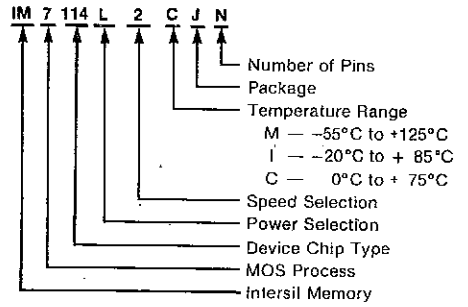 IM 7 114 L 2 C J N
Number of Pins
Package
Temperature Range
M — -55°C to +125°C
I — -20°C to + 85°C
C — 0°C to + 75°C
Speed Selection
Power Selection
Device Chip Type
MOS Process
Intersil Memory